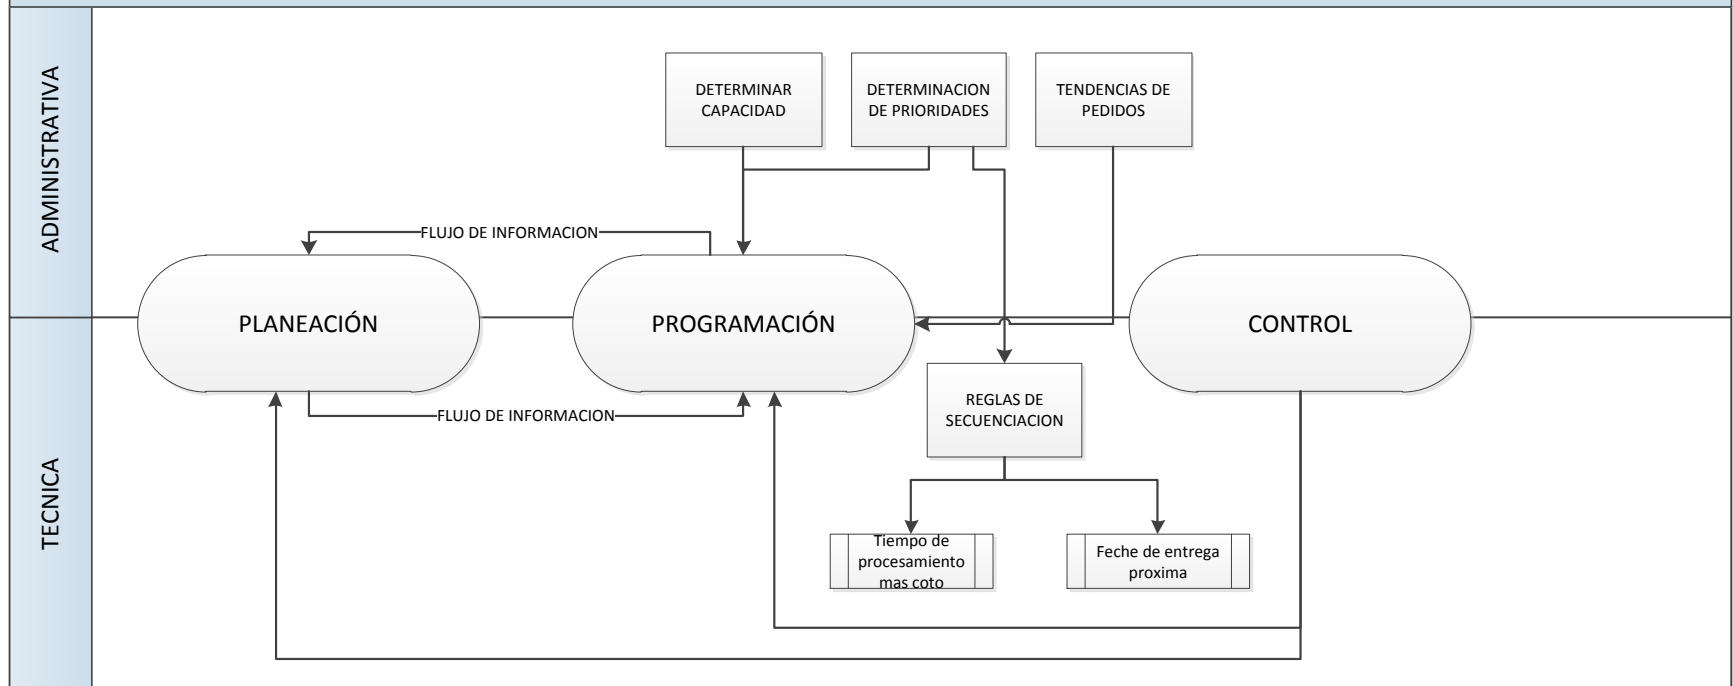 ADMINISTRATIVA
DETERMINAR
CAPACIDAD
DETERMINACION
DE PRIORIDADES
TENDENCIAS DE
PEDIDOS
FLUJO DE INFORMACION
PLANEACIÓN
PROGRAMACIÓN
CONTROL
TECNICA
FLUJO DE INFORMACION
REGLAS DE
SECUENCIACION
Tiempo de
procesamiento
mas coto
Feche de entrega
proxima